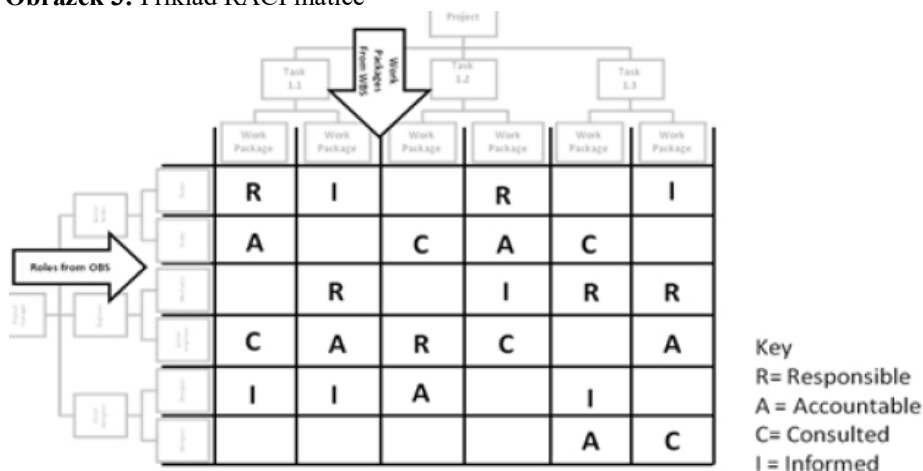 Obrázek 3: Příklad RACI matice
Project
Task 1.1
Task 1.2
Task 1.3
Work Packages From WBS
Work Package
Work Package
Work Package
Work Package
Work Package
Work Package
Roles from OBS
R I R I
A C A C
R I R R
C A R C A
I I A I
A C
Key
R= Responsible
A = Accountable
C= Consulted
I = Informed